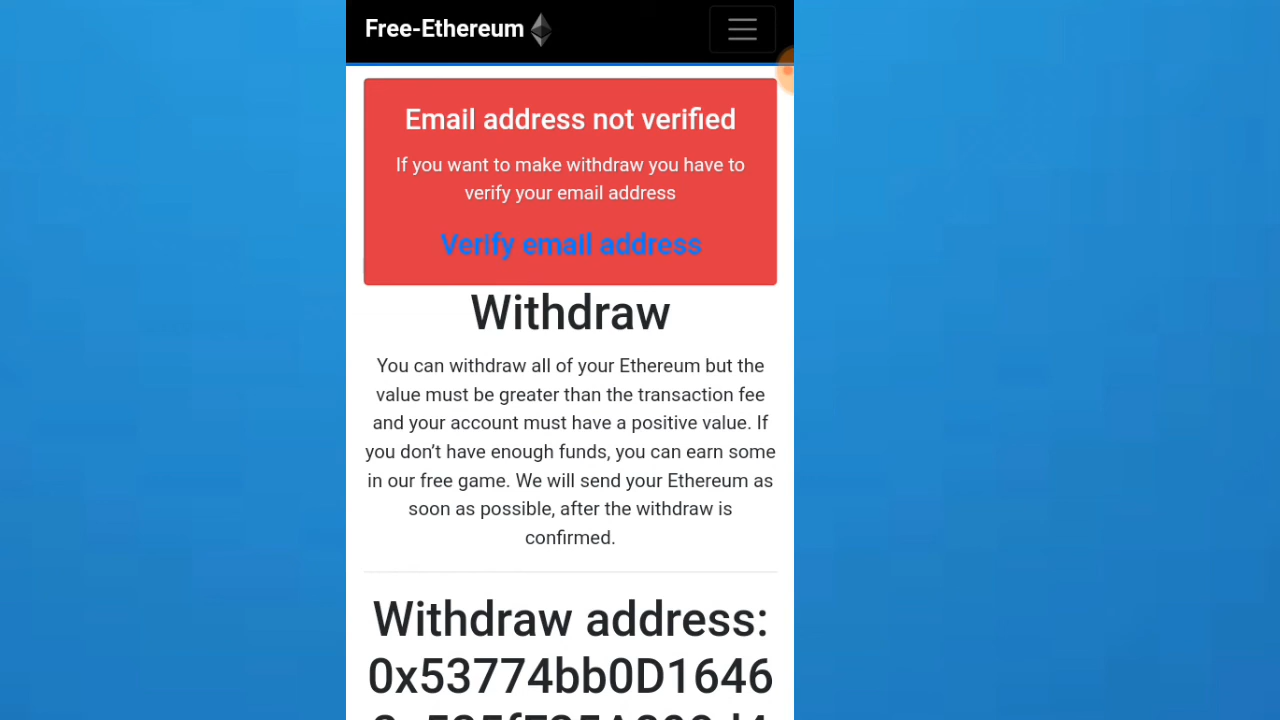 Free-Ethereum
Email address not verified
If you want to make withdraw you have to
verify your email address
Verify email address
Withdraw
You can withdraw all of your Ethereum but the
value must be greater than the transaction fee
and your account must have a positive value. If
you don’t have enough funds, you can earn some
in our free game. We will send your Ethereum as
soon as possible, after the withdraw is
confirmed.
Withdraw address:
0x53774bb0D1646